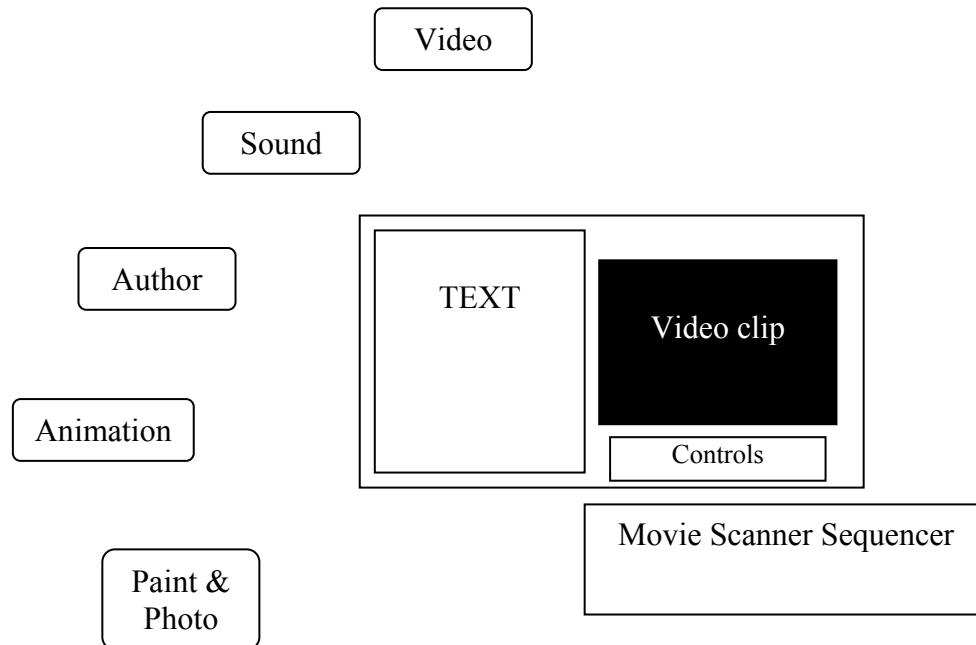 Video
Sound
Author
TEXT
Video clip
Animation
Controls
Movie Scanner Sequencer
Paint &
Photo